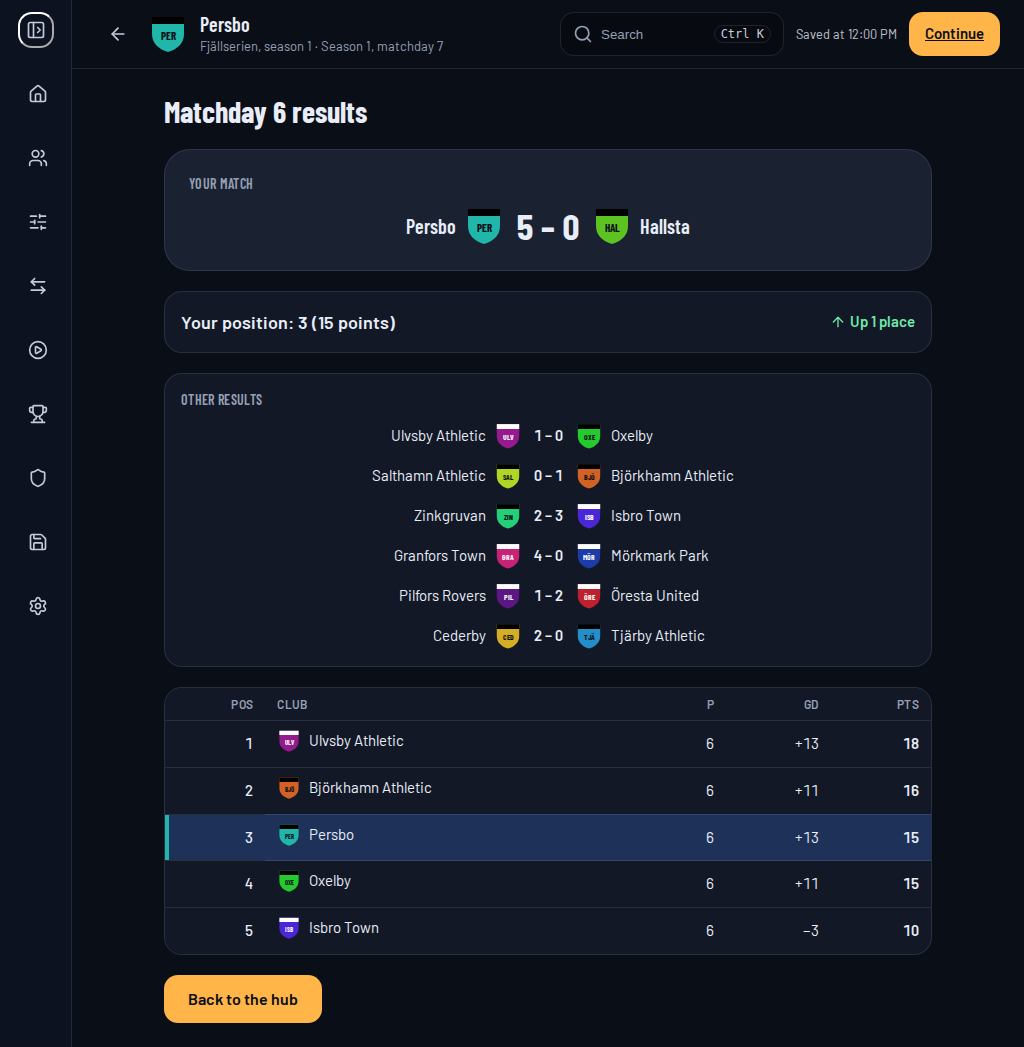 PER
Persbo
Fjällserien, season 1 · Season 1, matchday 7
Search
Ctrl K
Saved at 12:00 PM
Continue
Matchday 6 results
YOUR MATCH
Persbo PER 5 – 0 HAL Hallsta
Your position: 3 (15 points)
Up 1 place
OTHER RESULTS
Ulvsby Athletic ULV 1 – 0 OXE Oxelby
Salthamn Athletic SAL 0 – 1 BJÖ Björkhamn Athletic
Zinkgruvan ZIN 2 – 3 ISB Isbro Town
Granfors Town GRA 4 – 0 MÖR Mörkmark Park
Pilfors Rovers PIL 1 – 2 ÖRE Öresta United
Cederby CED 2 – 0 TJÄ Tjärby Athletic
POS CLUB P GD PTS
1 ULV Ulvsby Athletic 6 +13 18
2 BJÖ Björkhamn Athletic 6 +11 16
3 PER Persbo 6 +13 15
4 OXE Oxelby 6 +11 15
5 ISB Isbro Town 6 −3 10
Back to the hub